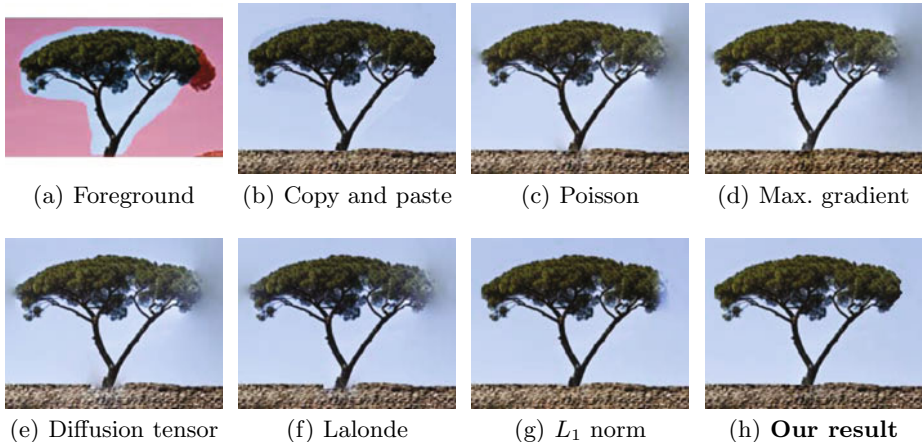 (a) Foreground
(b) Copy and paste
(c) Poisson
(d) Max. gradient
(e) Diffusion tensor
(f) Lalonde
(g) L₁ norm
(h) Our result